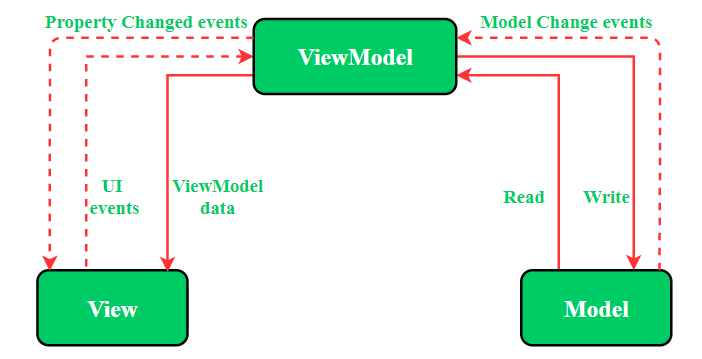 Property Changed events
Model Change events
ViewModel
UI
events
ViewModel
data
Read
Write
View
Model